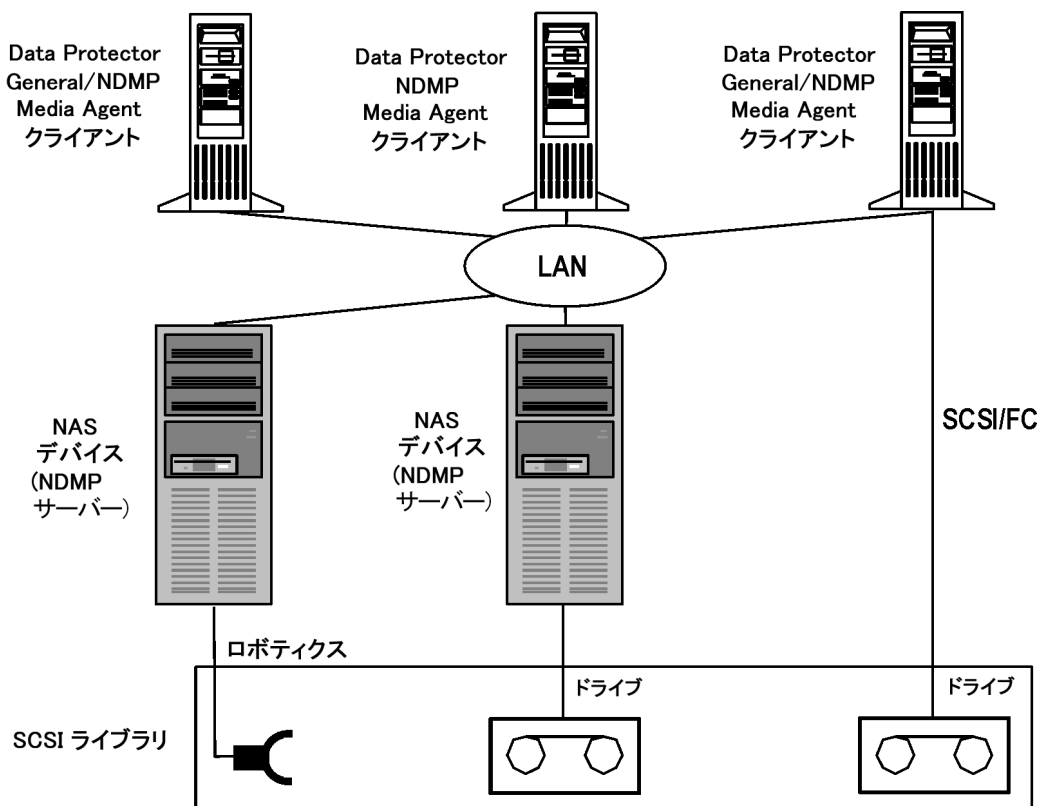 Data Protector
General/NDMP
Media Agent
クライアント
Data Protector
NDMP
Media Agent
クライアント
Data Protector
General/NDMP
Media Agent
クライアント
LAN
NAS
デバイス
(NDMP
サーバー)
NAS
デバイス
(NDMP
サーバー)
SCSI/FC
ロボティクス
ドライブ
ドライブ
SCSI ライブラリ